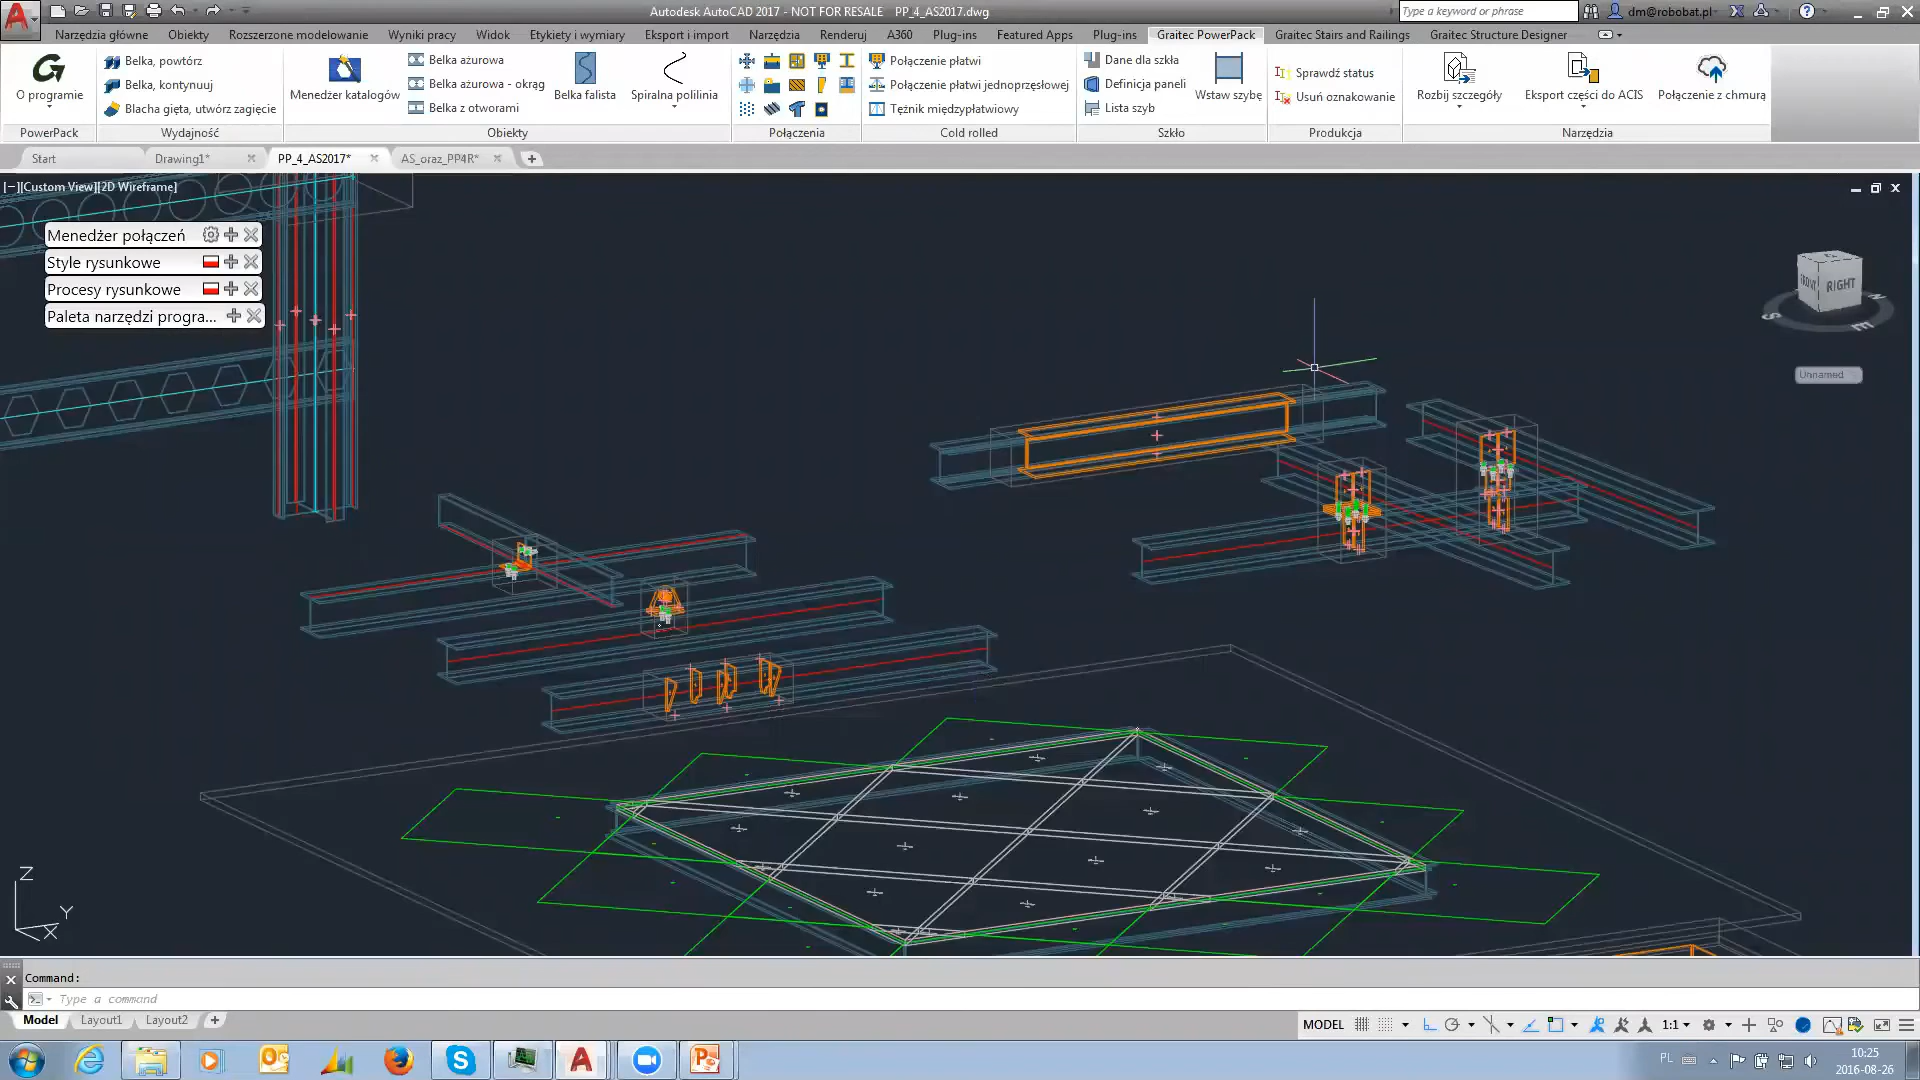 Autodesk AutoCAD 2017 - NOT FOR RESALE PP_4_AS2017.dwg
Type a keyword or phrase
dm@robobat.pl
Narzędzia główne Obiekty Rozszerzone modelowanie Wyniki pracy Widok Etykiety i wymiary Eksport i import Narzędzia Renderuj A360 Plug-ins Featured Apps Plug-ins Graitec PowerPack Graitec Stairs and Railings Graitec Structure Designer
O programie
Belka, powtórz
Belka, kontynuuj
Blacha gięta, utwórz zagięcie
Menedżer katalogów
Belka ażurowa
Belka ażurowa - okrąg
Belka z otworami
Belka falista
Spiralna polilinia
Połączenie płatwi
Połączenie płatwi jednoprzęsłowej
Tężnik międzypłatwiowy
Dane dla szkła
Definicja paneli
Lista szyb
Wstaw szybę
Sprawdź status
Usuń oznakowanie
Rozbij szczegóły
Eksport części do ACIS
Połączenie z chmurą
PowerPack Wydajność Obiekty Połączenia Cold rolled Szkło Produkcja Narzędzia
Start Drawing1* PP_4_AS2017* AS_oraz_PP4R*
[−][Custom View][2D Wireframe]
Menedżer połączeń
Style rysunkowe
Procesy rysunkowe
Paleta narzędzi progra...
FRONT RIGHT
S E N
Unnamed
Z
Y
X
Command:
Type a command
Model Layout1 Layout2
MODEL
1:1
PL
10:25
2016-08-26